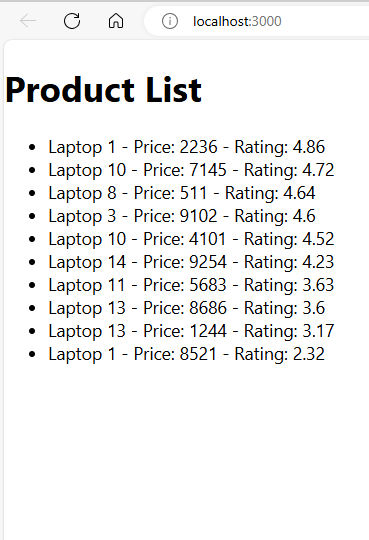 localhost:3000
Product List
Laptop 1 - Price: 2236 - Rating: 4.86
Laptop 10 - Price: 7145 - Rating: 4.72
Laptop 8 - Price: 511 - Rating: 4.64
Laptop 3 - Price: 9102 - Rating: 4.6
Laptop 10 - Price: 4101 - Rating: 4.52
Laptop 14 - Price: 9254 - Rating: 4.23
Laptop 11 - Price: 5683 - Rating: 3.63
Laptop 13 - Price: 8686 - Rating: 3.6
Laptop 13 - Price: 1244 - Rating: 3.17
Laptop 1 - Price: 8521 - Rating: 2.32